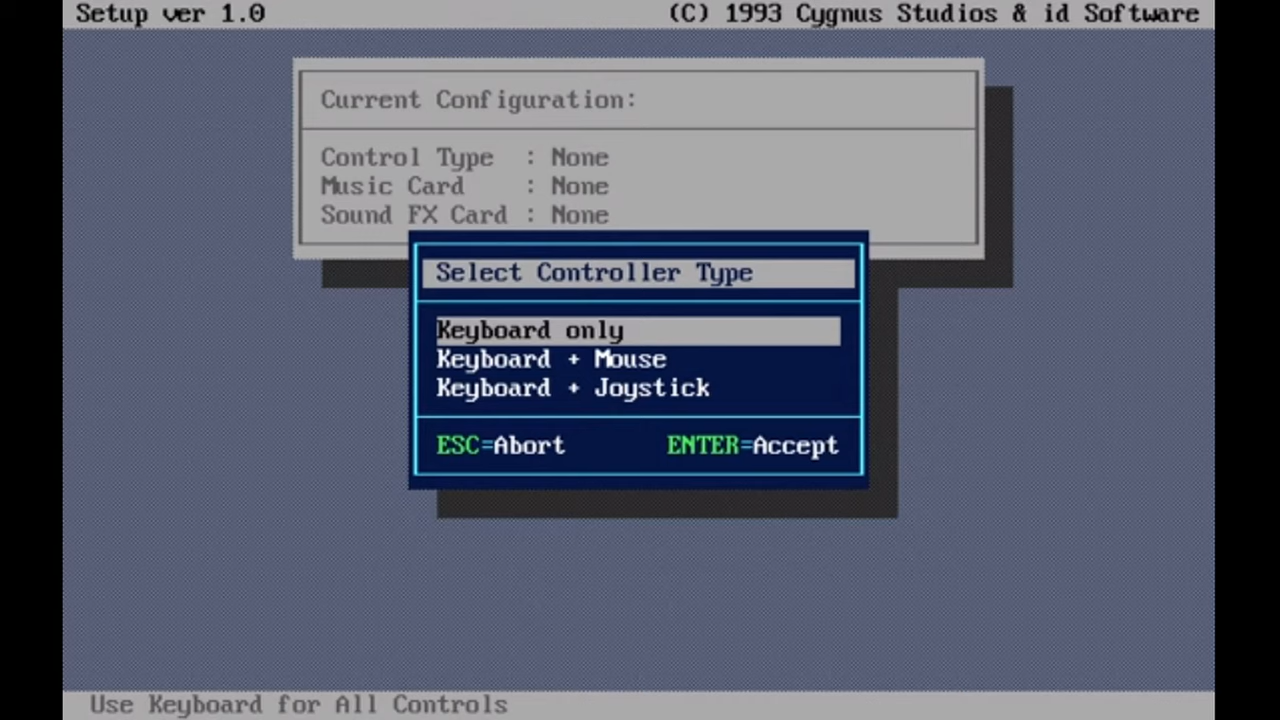 Setup ver 1.0 (C) 1993 Cygnus Studios & id Software
Current Configuration:
Control Type : None
Music Card : None
Sound FX Card : None
Select Controller Type
Keyboard only
Keyboard + Mouse
Keyboard + Joystick
ESC=Abort ENTER=Accept
Use Keyboard for All Controls